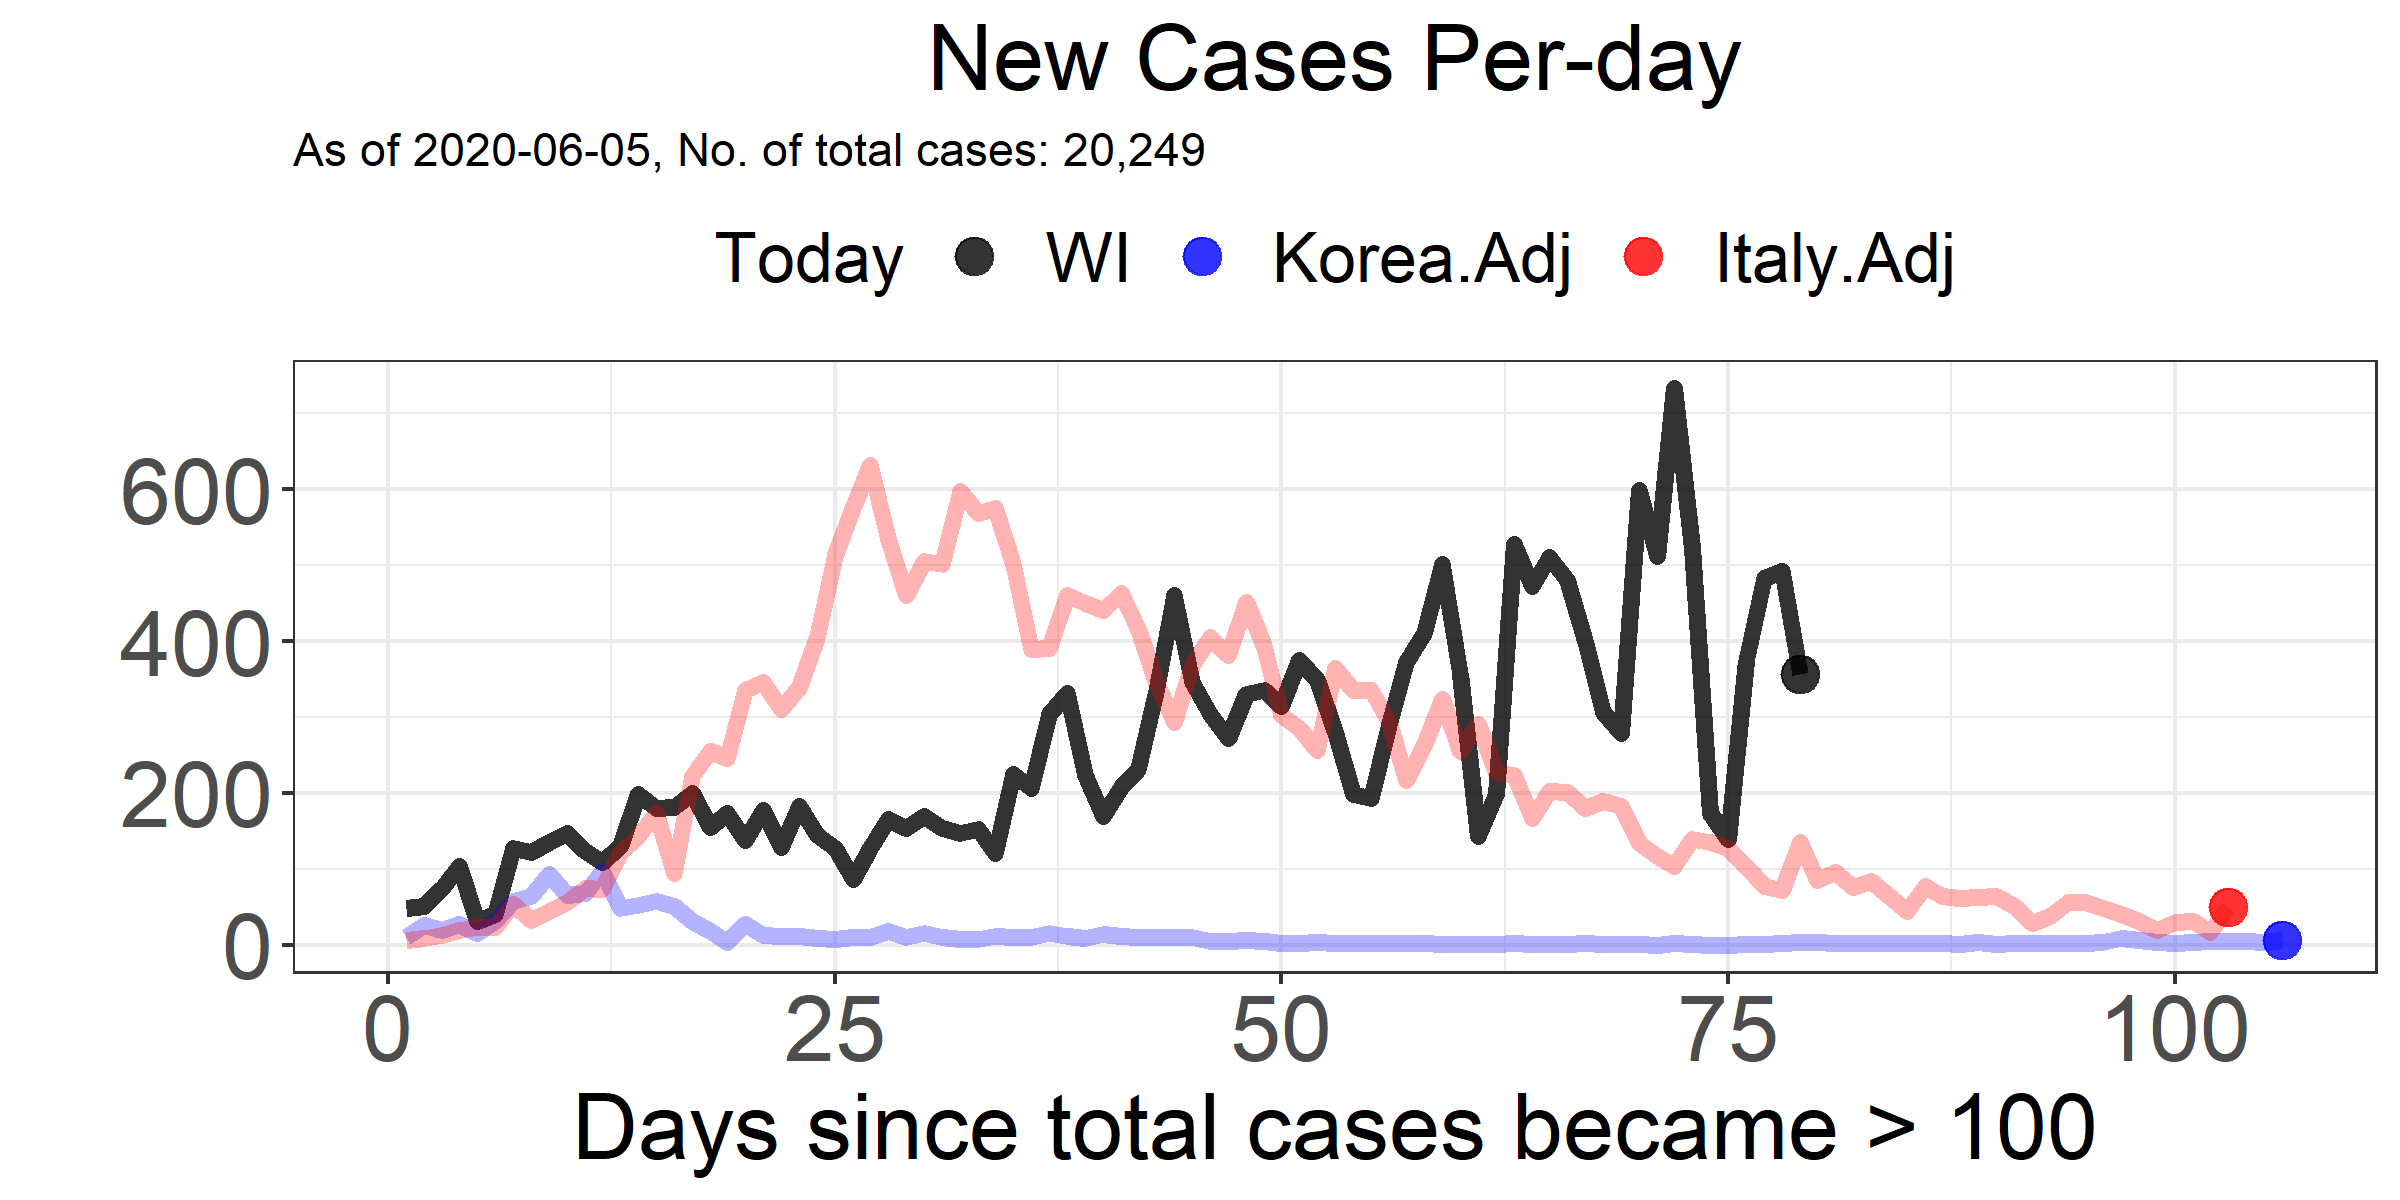 New Cases Per-day
As of 2020-06-05, No. of total cases: 20,249
Today WI Korea.Adj Italy.Adj
600
400
200
0
0 25 50 75 100
Days since total cases became > 100